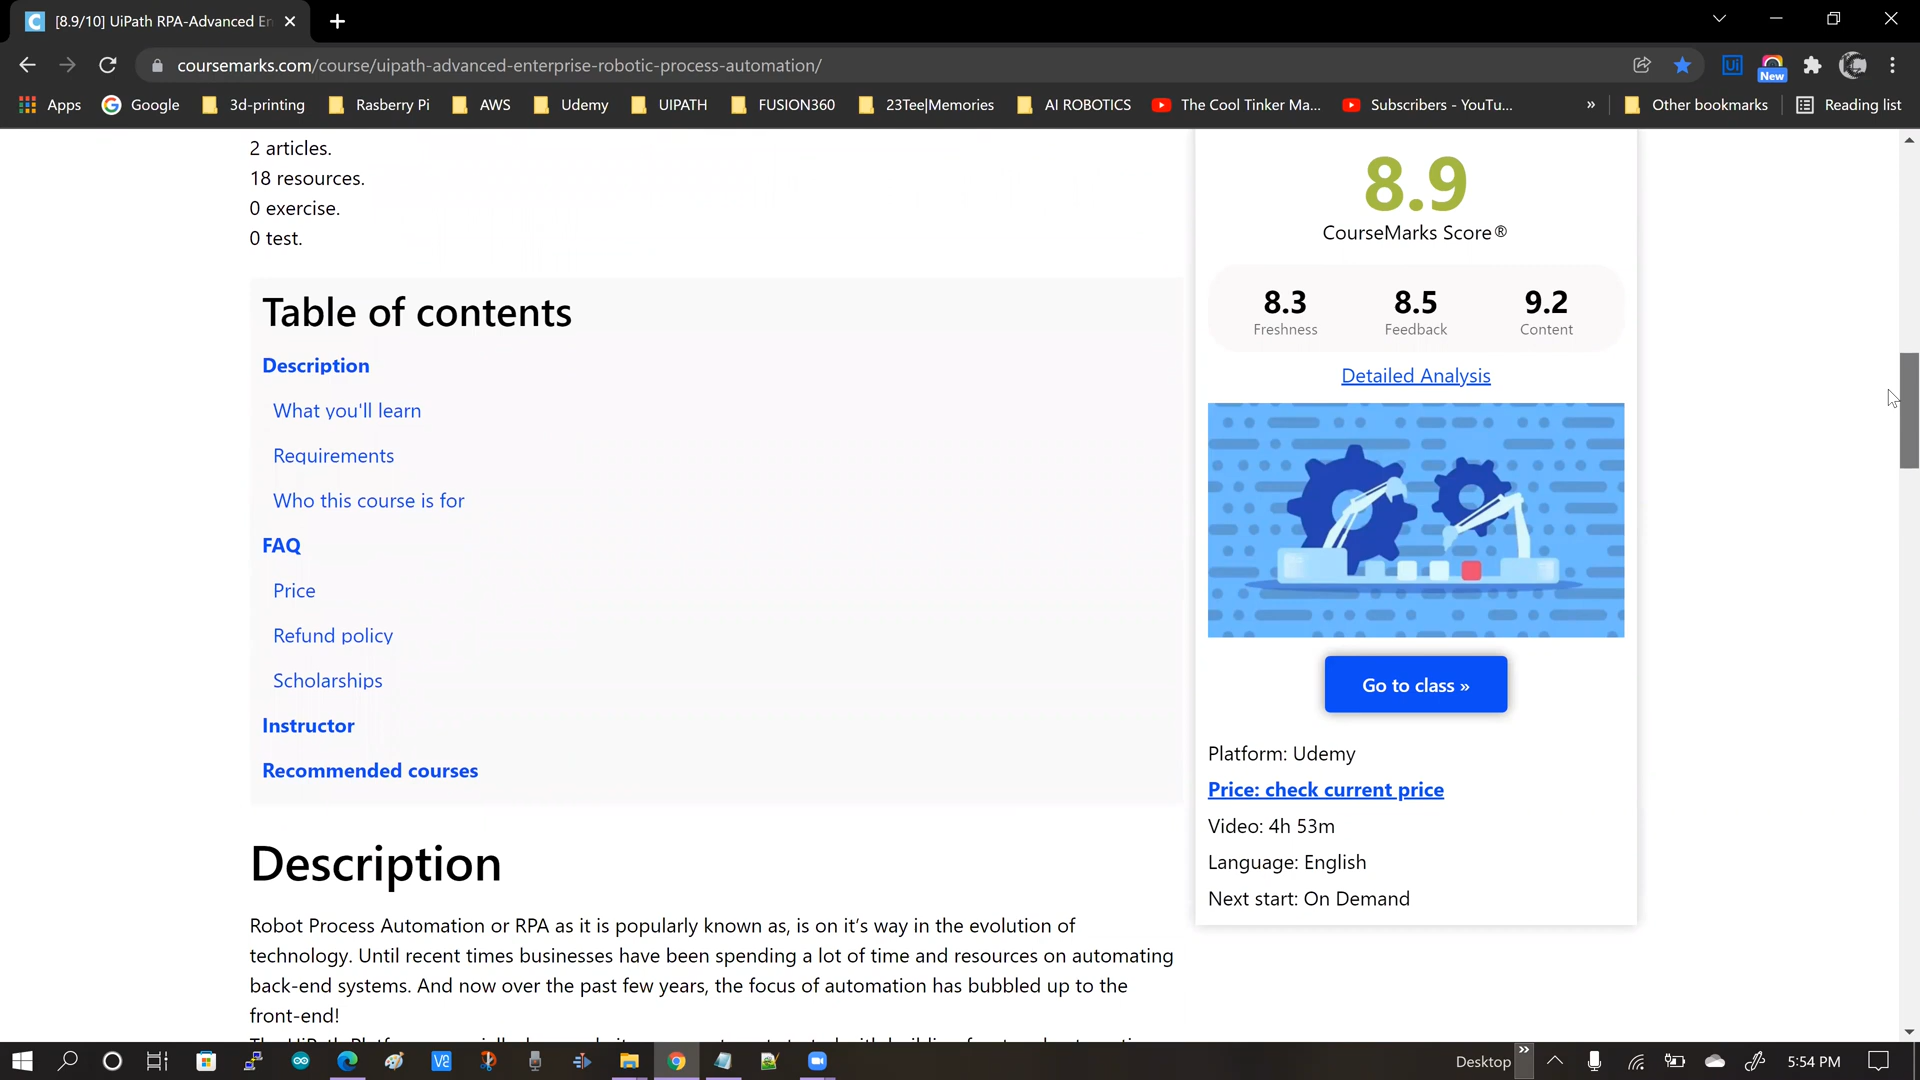 [8.9/10] UiPath RPA-Advanced En
coursemarks.com/course/uipath-advanced-enterprise-robotic-process-automation/
Ui
New
Apps
Google
3d-printing
Rasberry Pi
AWS
Udemy
UIPATH
FUSION360
23Tee|Memories
AI ROBOTICS
The Cool Tinker Ma...
Subscribers - YouTu...
»
Other bookmarks
Reading list
2 articles.
18 resources.
0 exercise.
0 test.
Table of contents
Description
What you'll learn
Requirements
Who this course is for
FAQ
Price
Refund policy
Scholarships
Instructor
Recommended courses
Description
Robot Process Automation or RPA as it is popularly known as, is on it’s way in the evolution of
technology. Until recent times businesses have been spending a lot of time and resources on automating
back-end systems. And now over the past few years, the focus of automation has bubbled up to the
front-end!
8.9
CourseMarks Score®
8.3
Freshness
8.5
Feedback
9.2
Content
Detailed Analysis
Go to class »
Platform: Udemy
Price: check current price
Video: 4h 53m
Language: English
Next start: On Demand
Desktop
»
5:54 PM